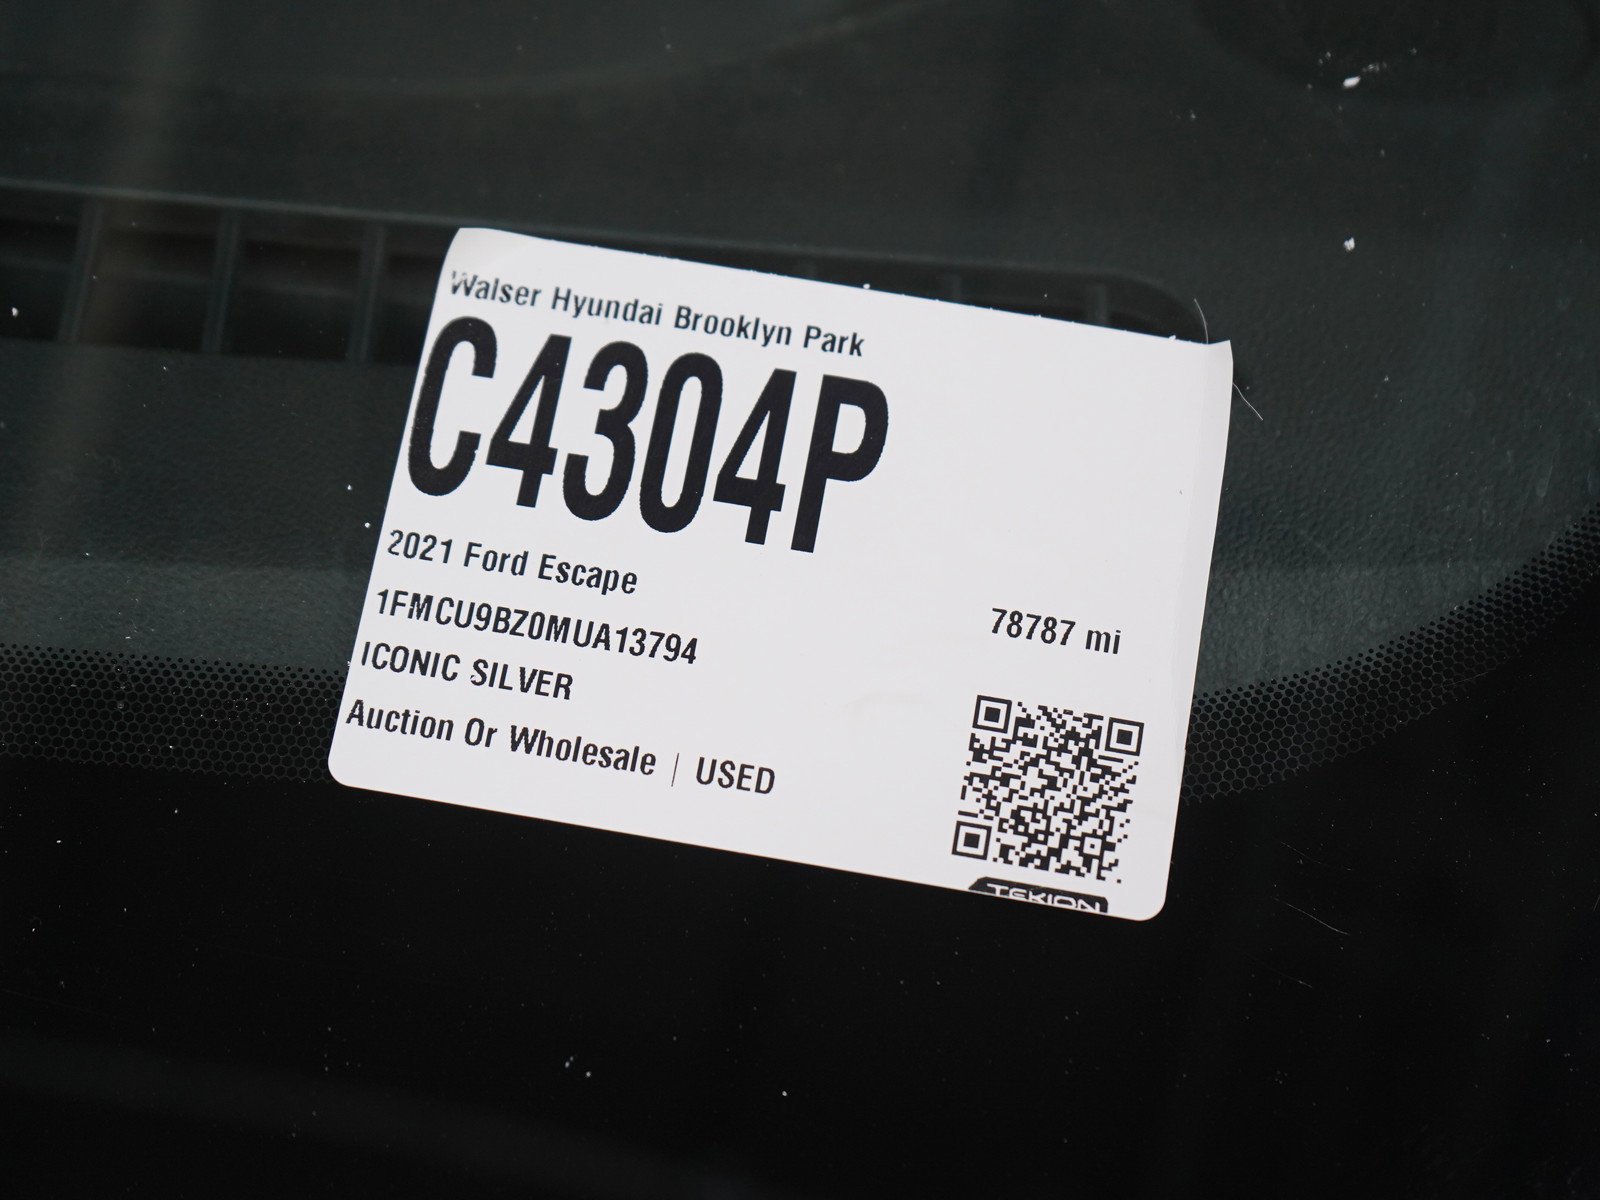 Walser Hyundai Brooklyn Park
C4304P
2021 Ford Escape
1FMCU9BZ0MUA13794
78787 mi
ICONIC SILVER
Auction Or Wholesale | USED
TEKION